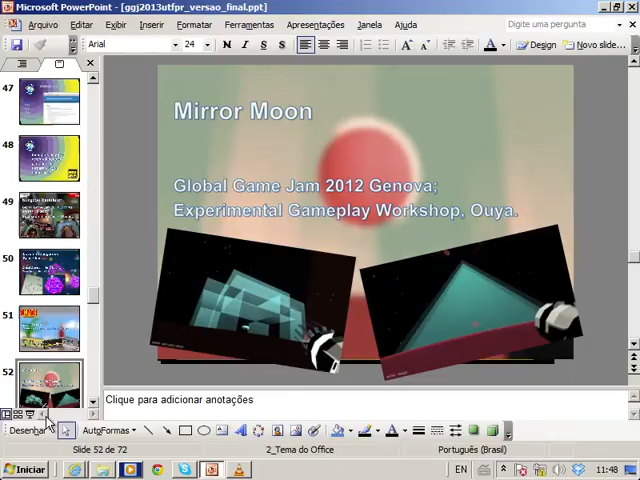 Microsoft PowerPoint - [ggj2013utfpr_versao_final.ppt]
Arquivo Editar Exibir Inserir Formatar Ferramentas Apresentações Janela Ajuda Digite uma pergunta
Arial 24 N I S Design Novo slide...
47
48
49
50
51
52
Mirror Moon
Global Game Jam 2012 Genova;
Experimental Gameplay Workshop, Ouya.
Clique para adicionar anotações
Desenhar AutoFormas
Slide 52 de 72 2_Tema do Office Português (Brasil)
Iniciar EN 11:48